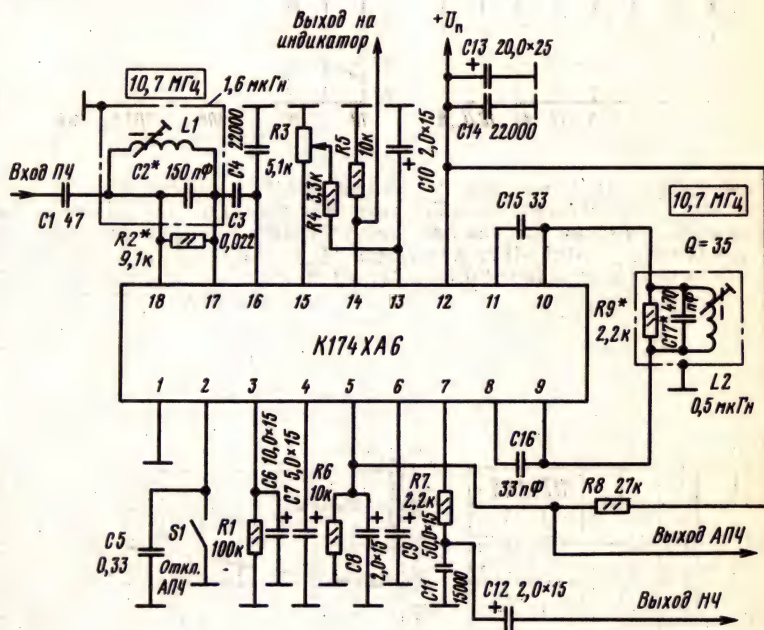 Выход на
индикатор
+Uп
C13 20,0×25
+
C14 22000
10,7 МГц
1,6 мкГн
L1
Вход ПЧ
C2*
150 пФ
C1 47
R2*
9,1к
C3
0,022
C4
22000
R3
5,1к
R4 3,3к
R5
10к
C10 2,0×15
+
C15 33
10,7 МГц
Q=35
R9*
2,2к
C17* 470
пФ
L2
0,5 мкГн
18 17 16 15 14 13 12 11 10
К174ХА6
1 2 3 4 5 6 7 8 9
C16
33 пФ
C5
0,33
S1
Откл.
АПЧ
R1
100к
C6 10,0×15
+
C7 5,0×15
+
R6
10к
C8
2,0×15
+
C9
50,0×15
+
R7
2,2к
C11
15000
R8 27к
Выход АПЧ
C12 2,0×15
+
Выход НЧ